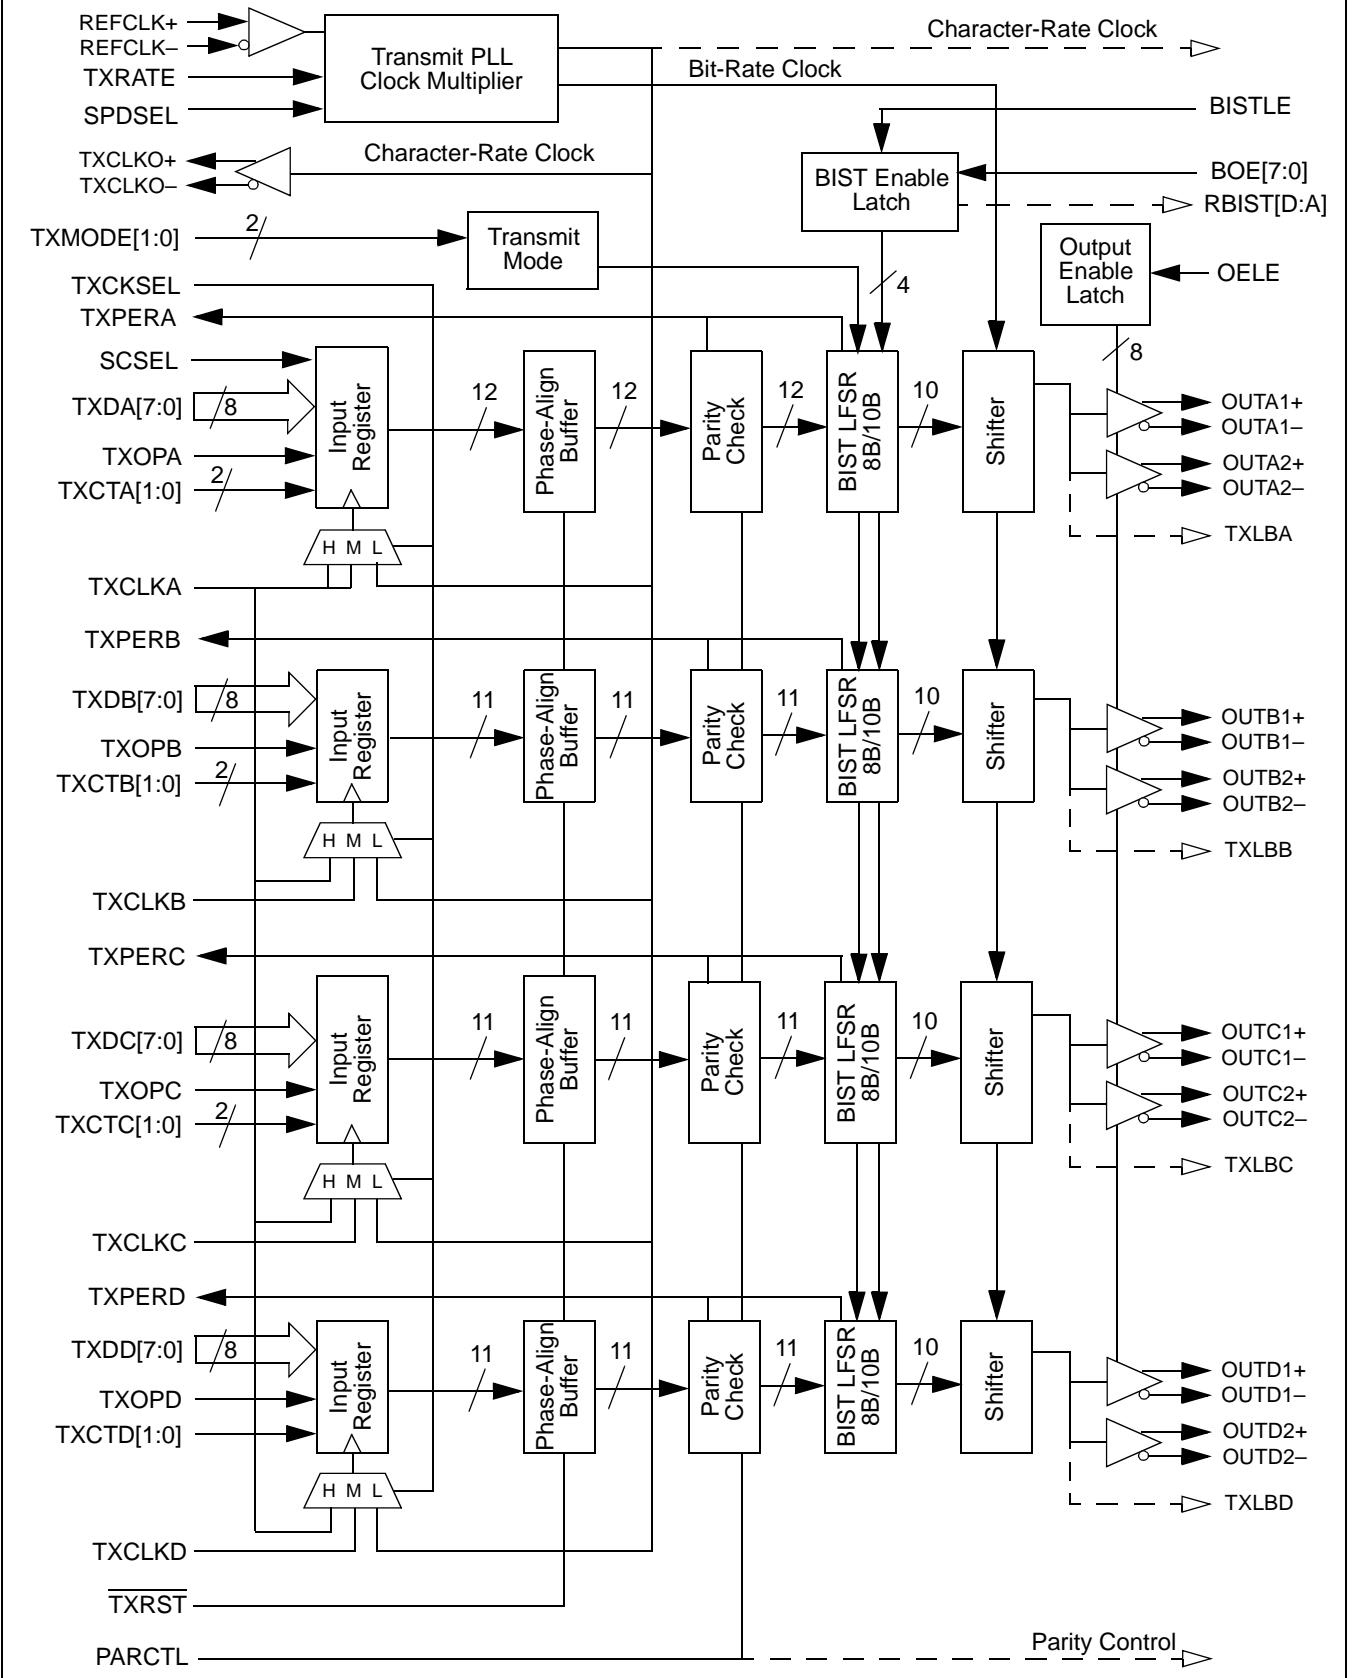 REFCLK+
REFCLK–
TXRATE
SPDSEL
Transmit PLL
Clock Multiplier
Character-Rate Clock
Bit-Rate Clock
BISTLE
TXCLKO+
TXCLKO–
Character-Rate Clock
BIST Enable
Latch
BOE[7:0]
RBIST[D:A]
TXMODE[1:0]
2
Transmit
Mode
Output
Enable
Latch
OELE
4
8
TXCKSEL
TXPERA
SCSEL
TXDA[7:0]
8
TXOPA
TXCTA[1:0]
2
Input
Register
12
Phase-Align
Buffer
12
Parity
Check
12
BIST LFSR
8B/10B
10
Shifter
OUTA1+
OUTA1–
OUTA2+
OUTA2–
TXLBA
H M L
TXCLKA
TXPERB
TXDB[7:0]
8
TXOPB
TXCTB[1:0]
2
Input
Register
11
Phase-Align
Buffer
11
Parity
Check
11
BIST LFSR
8B/10B
10
Shifter
OUTB1+
OUTB1–
OUTB2+
OUTB2–
TXLBB
H M L
TXCLKB
TXPERC
TXDC[7:0]
8
TXOPC
TXCTC[1:0]
2
Input
Register
11
Phase-Align
Buffer
11
Parity
Check
11
BIST LFSR
8B/10B
10
Shifter
OUTC1+
OUTC1–
OUTC2+
OUTC2–
TXLBC
H M L
TXCLKC
TXPERD
TXDD[7:0]
8
TXOPD
TXCTD[1:0]
Input
Register
11
Phase-Align
Buffer
11
Parity
Check
11
BIST LFSR
8B/10B
10
Shifter
OUTD1+
OUTD1–
OUTD2+
OUTD2–
TXLBD
H M L
TXCLKD
TXRST
PARCTL
Parity Control